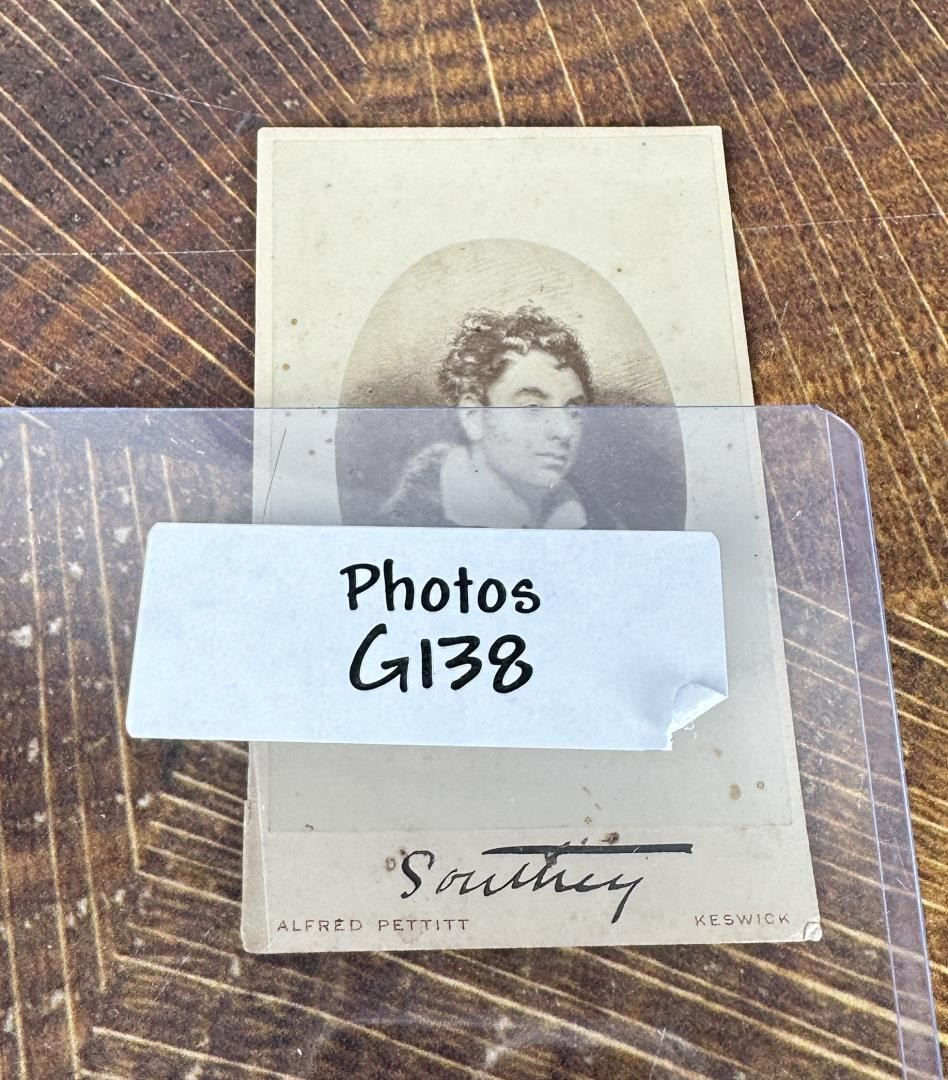 Photos
G138
Southey
ALFRED PETTITT KESWICK